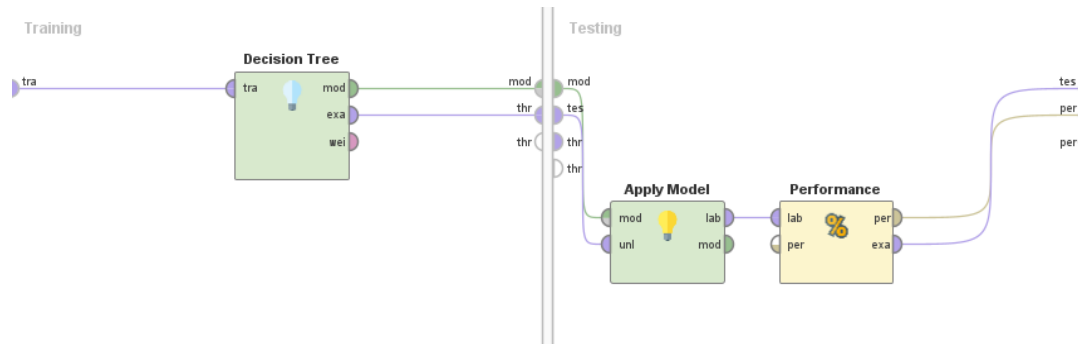 Training
Testing
Decision Tree
tra
tra
mod
exa
wei
mod
thr
thr
mod
tes
thr
thr
Apply Model
mod
unl
lab
mod
Performance
%
lab
per
per
exa
tes
per
per